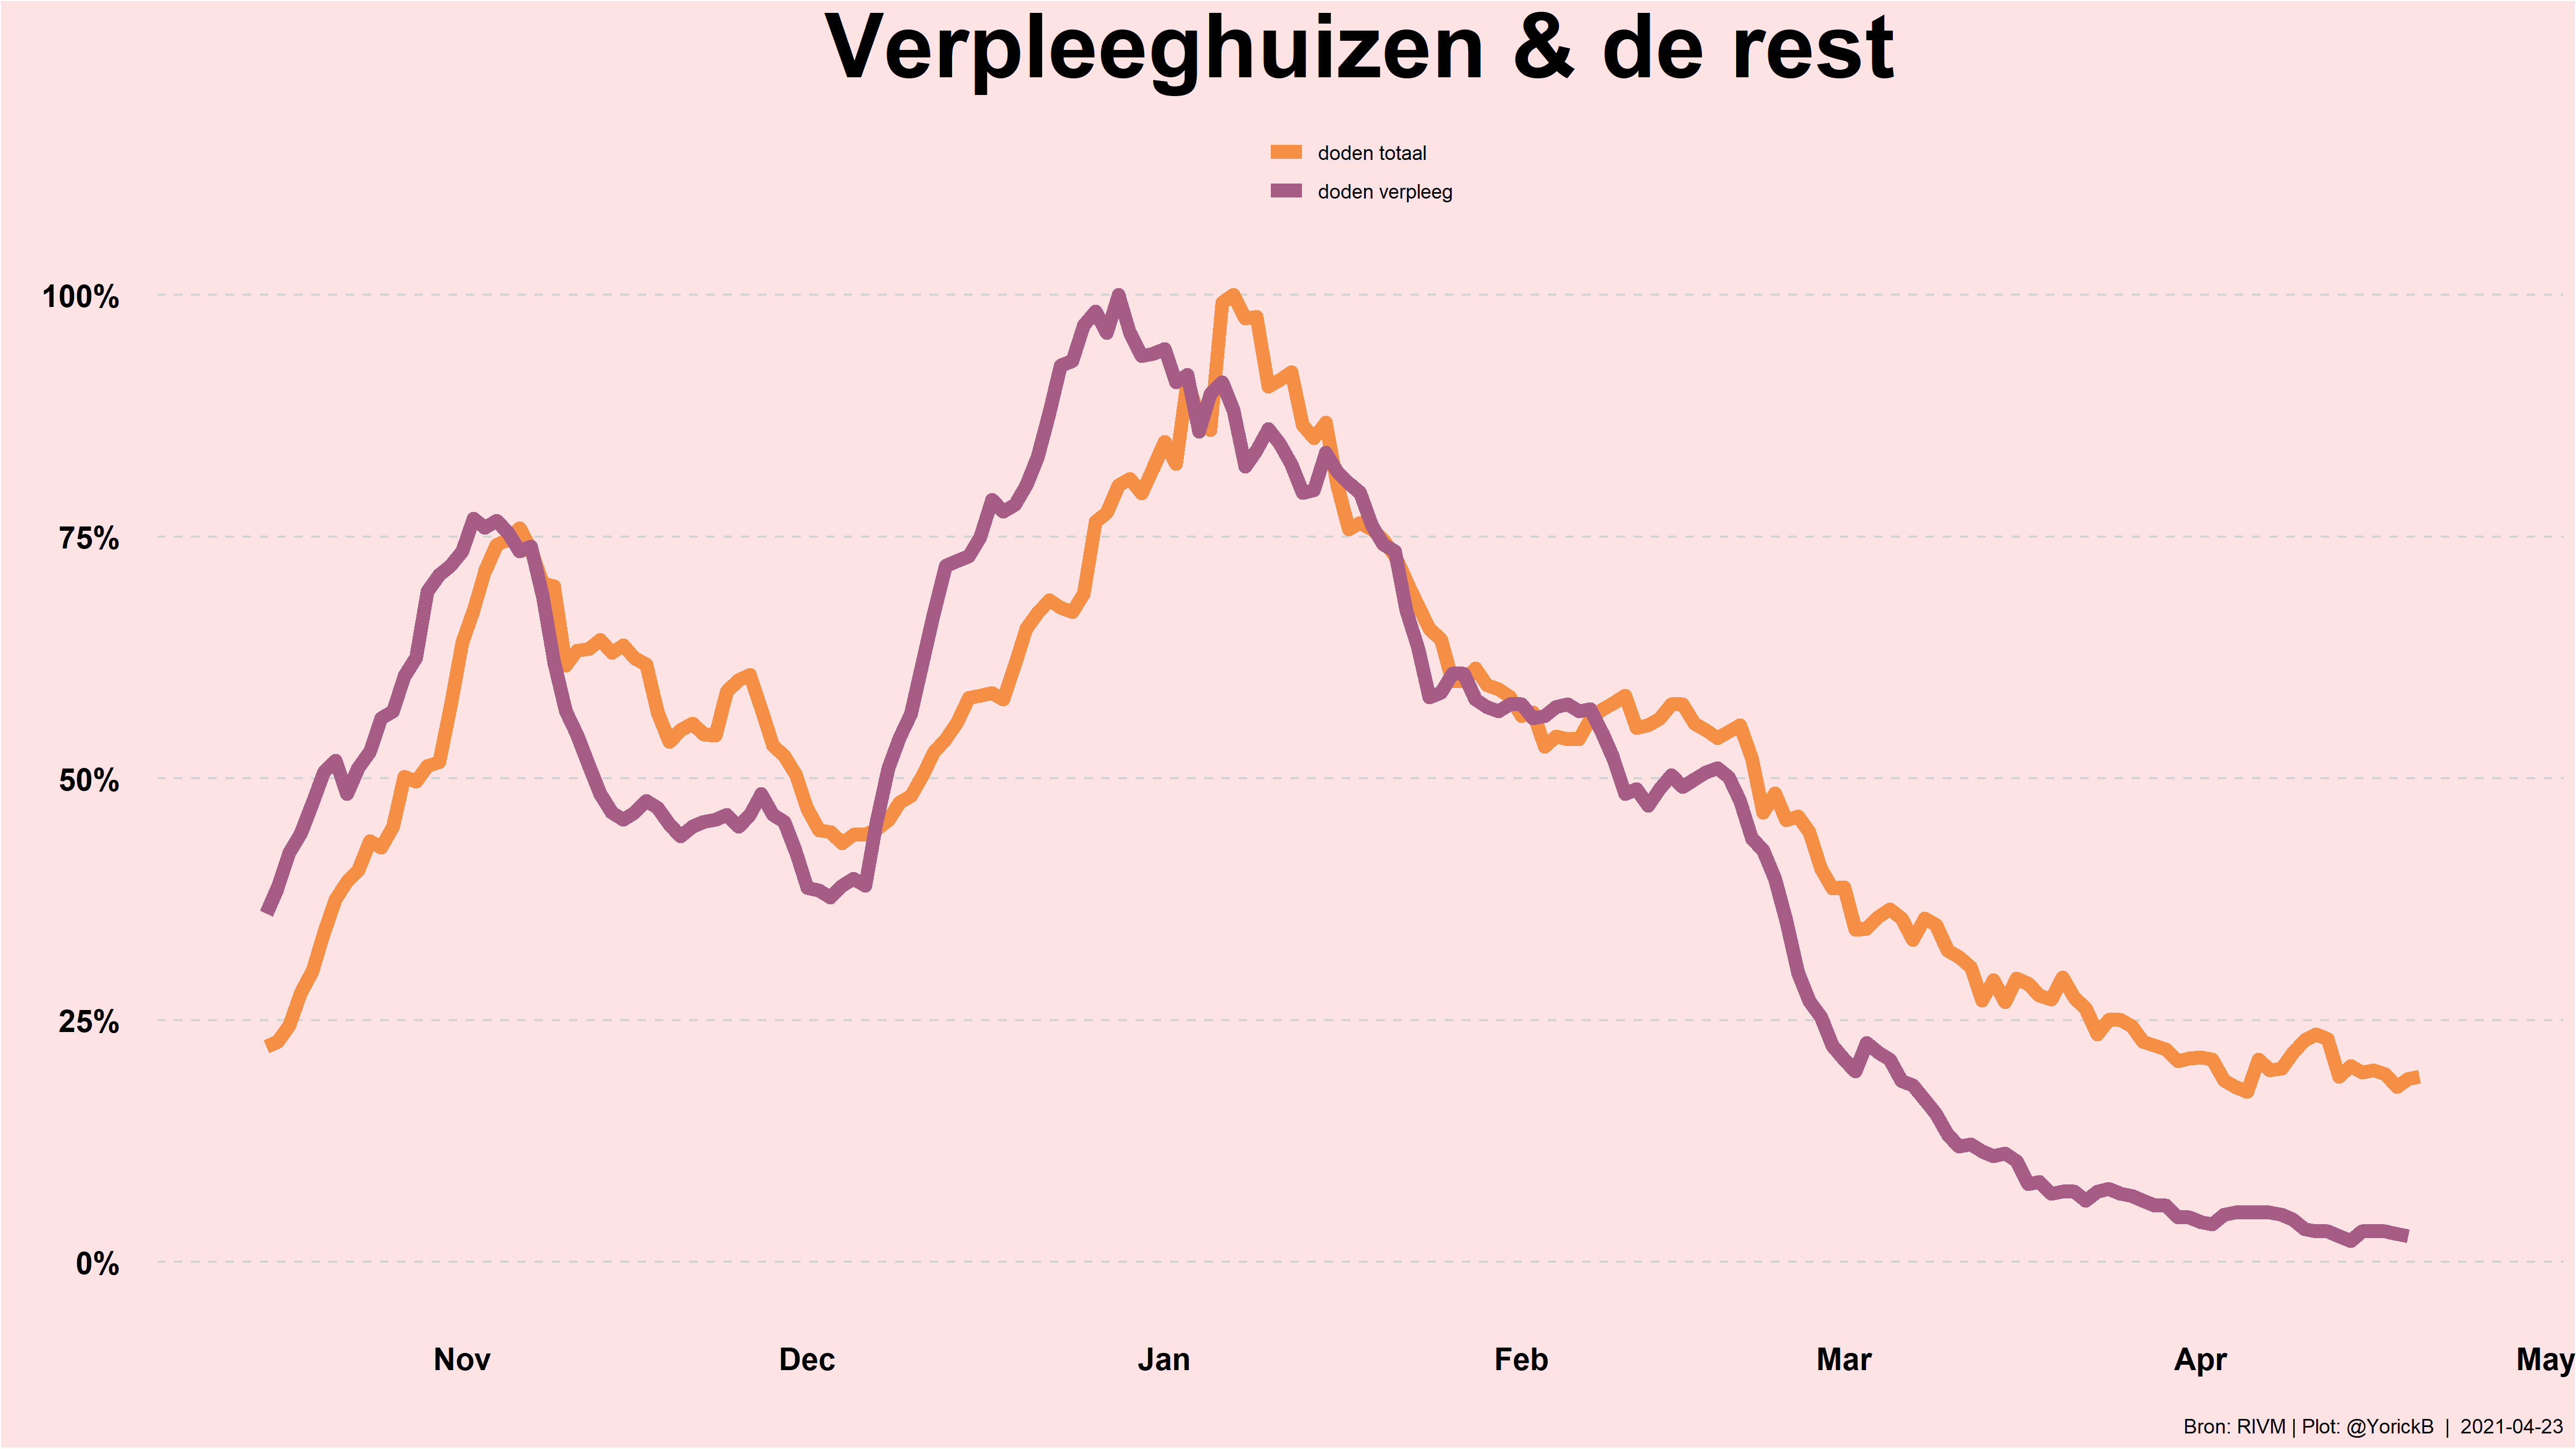 Verpleeghuizen & de rest
doden totaal
doden verpleeg
100%
75%
50%
25%
0%
Nov Dec Jan Feb Mar Apr May
Bron: RIVM | Plot: @YorickB | 2021-04-23